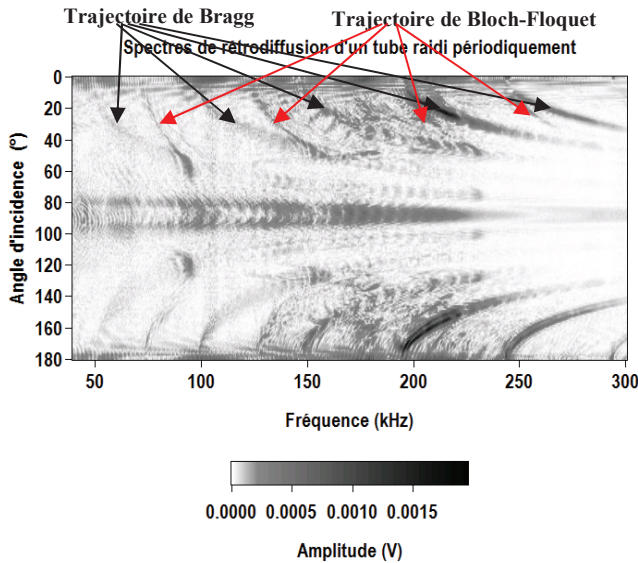 Trajectoire de Bragg
Trajectoire de Bloch-Floquet
Spectres de rétrodiffusion d'un tube raidi périodiquement
Angle d'incidence (°)
0
20
40
60
80
100
120
140
160
180
50
100
150
200
250
300
Fréquence (kHz)
0.0000 0.0005 0.0010 0.0015
Amplitude (V)